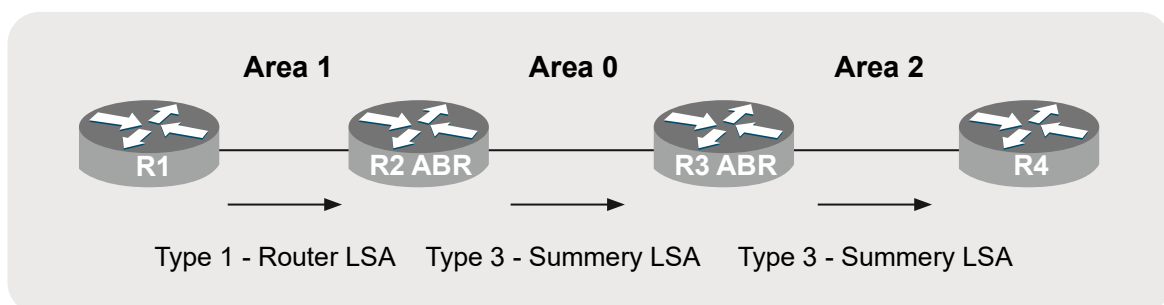 Area 1 Area 0 Area 2
R1 R2 ABR R3 ABR R4
Type 1 - Router LSA Type 3 - Summery LSA Type 3 - Summery LSA